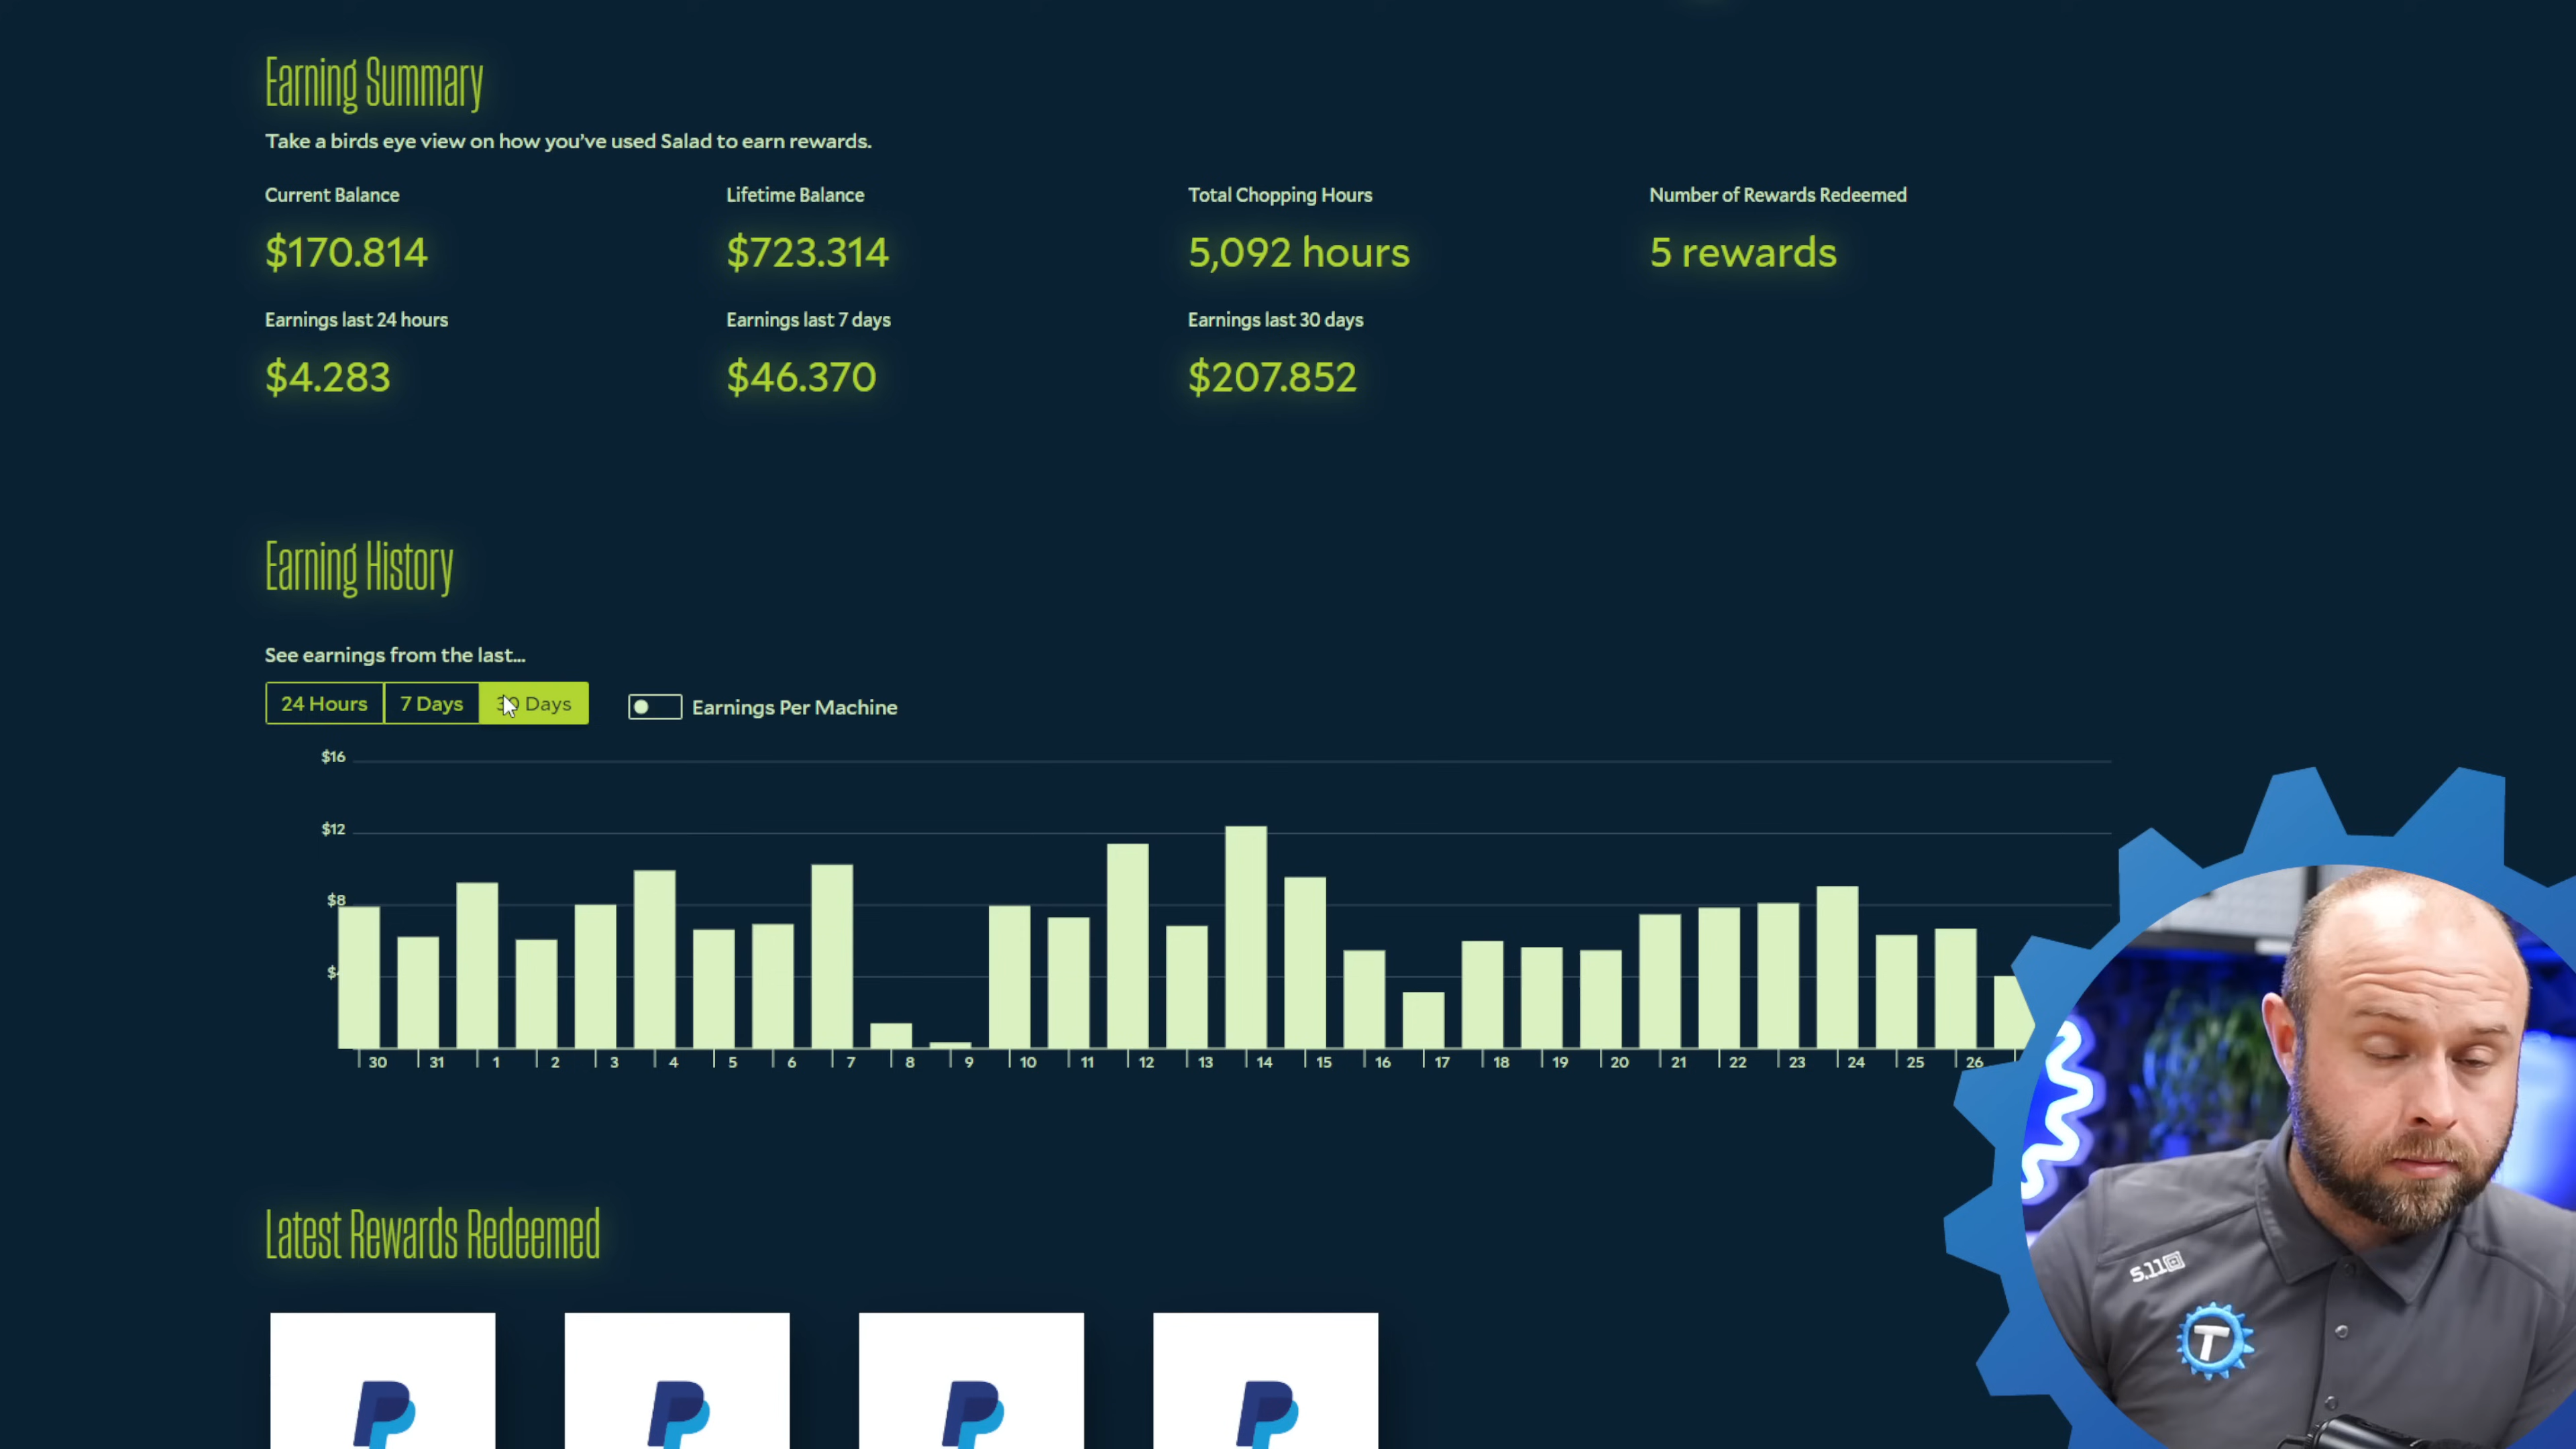 Earning Summary
Take a birds eye view on how you've used Salad to earn rewards.
Current Balance
Lifetime Balance
Total Chopping Hours
Number of Rewards Redeemed
$170.814
$723.314
5,092 hours
5 rewards
Earnings last 24 hours
Earnings last 7 days
Earnings last 30 days
$4.283
$46.370
$207.852
Earning History
See earnings from the last...
24 Hours
7 Days
30 Days
Earnings Per Machine
$16
$12
$8
30 31 1 2 3 4 5 6 7 8 9 10 11 12 13 14 15 16 17 18 19 20 21 22 23 24 25 26
Latest Rewards Redeemed
5.11
T